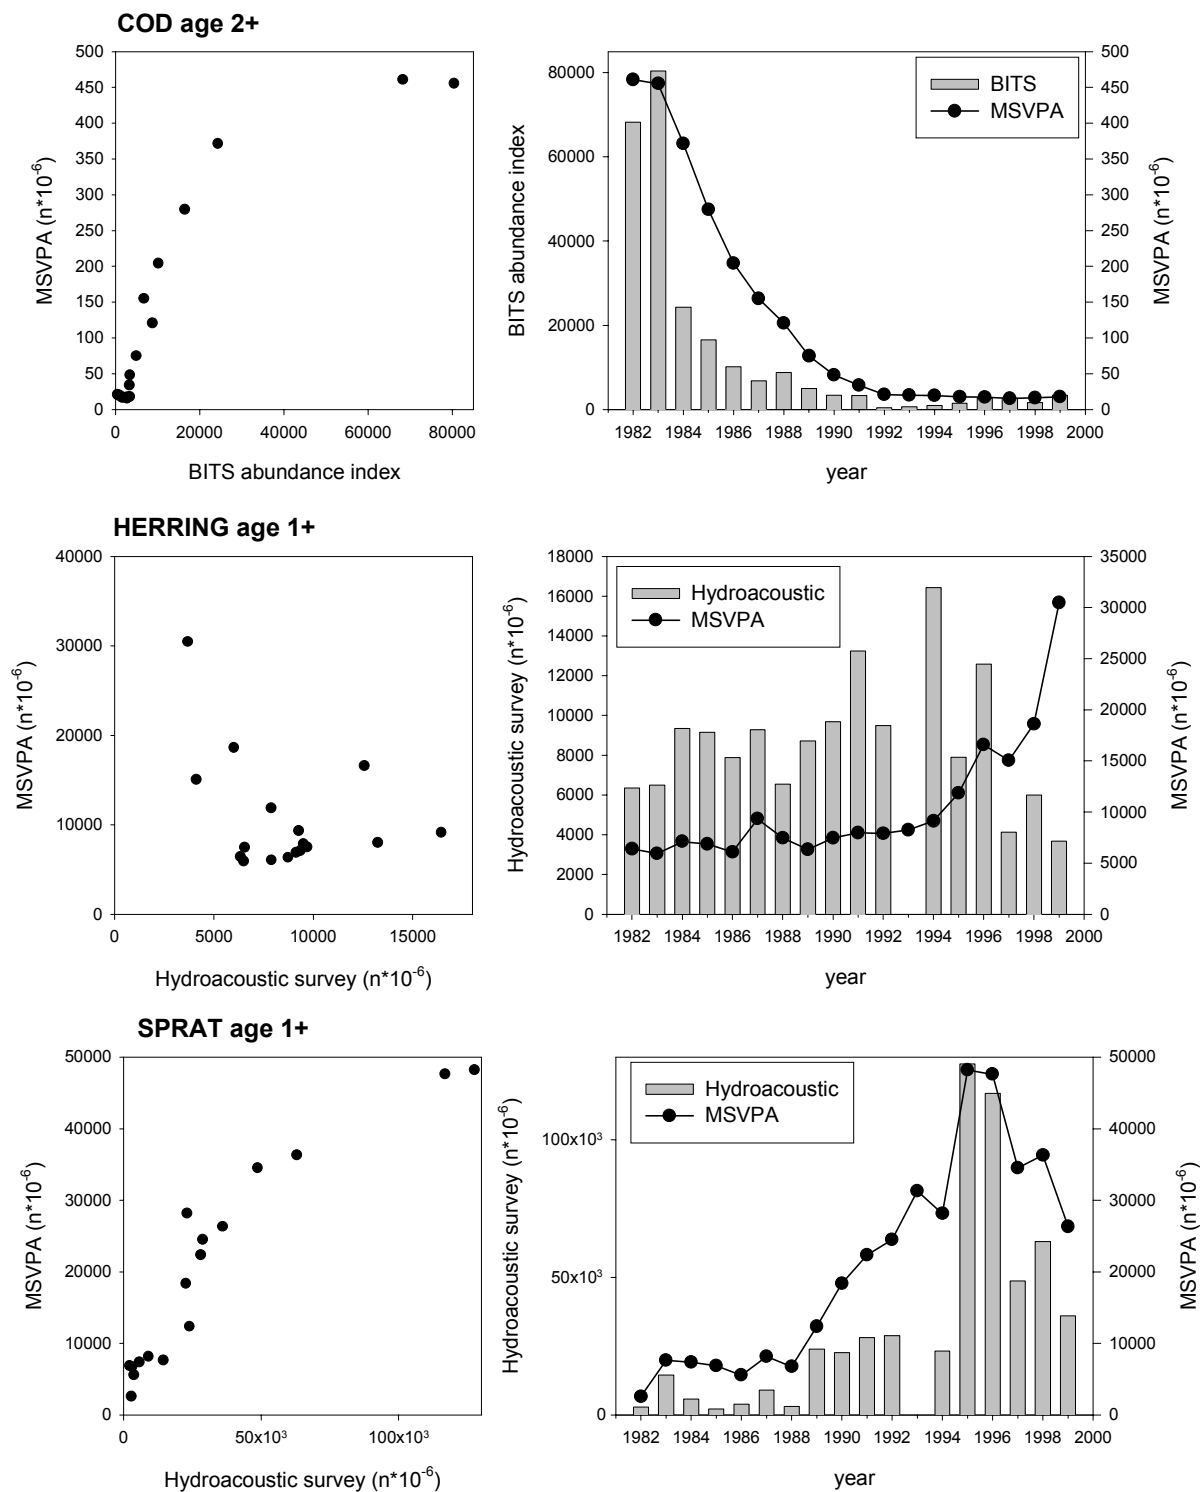 COD age 2+
500
450
400
350
300
250
200
150
100
50
0
MSVPA (n*10-6)
0 20000 40000 60000 80000
BITS abundance index
80000
60000
40000
20000
0
BITS abundance index
BITS
MSVPA
500
450
400
350
300
250
200
150
100
50
0
MSVPA (n*10-6)
1982 1984 1986 1988 1990 1992 1994 1996 1998 2000
year
HERRING age 1+
40000
30000
20000
10000
0
MSVPA (n*10-6)
0 5000 10000 15000
Hydroacoustic survey (n*10-6)
18000
16000
14000
12000
10000
8000
6000
4000
2000
0
Hydroacoustic survey (n*10-6)
Hydroacoustic
MSVPA
35000
30000
25000
20000
15000
10000
5000
0
MSVPA (n*10-6)
1982 1984 1986 1988 1990 1992 1994 1996 1998 2000
year
SPRAT age 1+
50000
40000
30000
20000
10000
0
MSVPA (n*10-6)
0 50x10³ 100x10³
Hydroacoustic survey (n*10-6)
100x10³
50x10³
0
Hydroacoustic survey (n*10-6)
Hydroacoustic
MSVPA
50000
40000
30000
20000
10000
0
MSVPA (n*10-6)
1982 1984 1986 1988 1990 1992 1994 1996 1998 2000
year